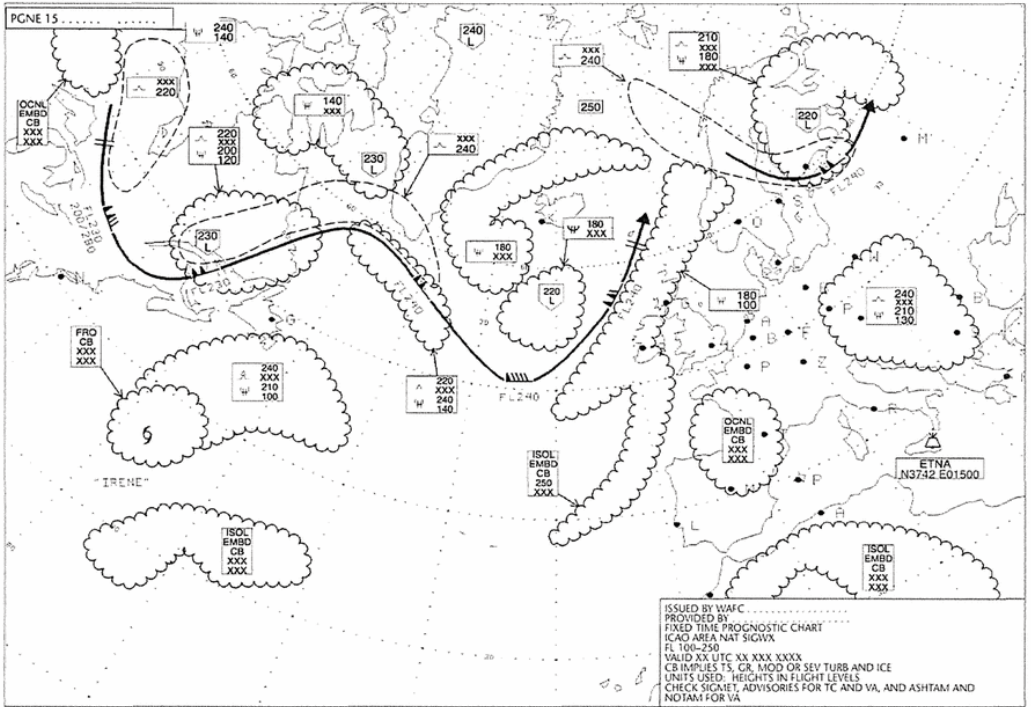 PGNE 15
240
140
240
L
XXX
240
210
XXX
180
XXX
XXX
220
OCNL
EMBD
CB
XXX
XXX
140
XXX
250
220
L
M
220
XXX
200
120
230
L
XXX
240
FL240
FL230
200/280
230
L
180
XXX
180
XXX
220
L
S
O
W
N
230
FL240
FL240
180
100
240
XXX
210
130
P
B
G
G
A
B
F
P
Z
FRQ
CB
XXX
XXX
240
XXX
210
100
220
XXX
240
140
FL240
R
OCNL
EMBD
CB
XXX
XXX
ETNA
N3742 E01500
"IRENE"
ISOL
EMBD
CB
250
XXX
M
P
L
A
ISOL
EMBD
CB
XXX
XXX
ISOL
EMBD
CB
XXX
XXX
ISSUED BY WAFC
PROVIDED BY
FIXED TIME PROGNOSTIC CHART
ICAO AREA NAT SIGWX
FL 100-250
VALID XX UTC XX XXX XXXX
CB IMPLIES TS, GR, MOD OR SEV TURB AND ICE
UNITS USED: HEIGHTS IN FLIGHT LEVELS
CHECK SIGMET, ADVISORIES FOR TC AND VA, AND ASHTAM AND
NOTAM FOR VA